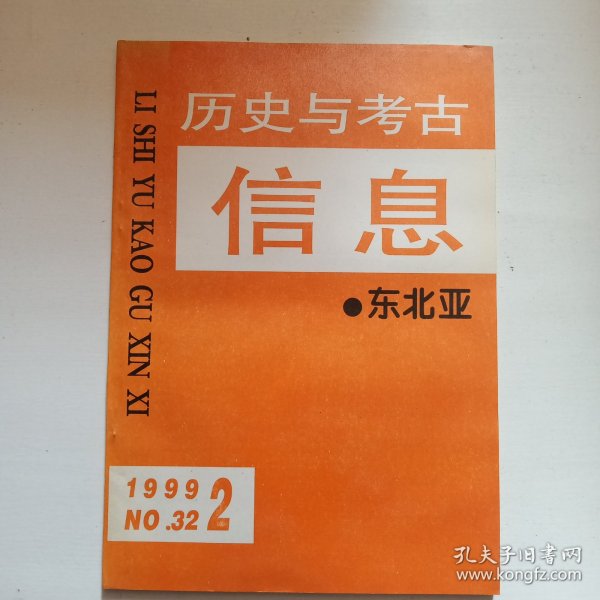 历史与考古
信息
●东北亚
LI SHI YU KAO GU XIN XI
1999
NO.32
2
孔夫子旧书网
www.kongfz.com